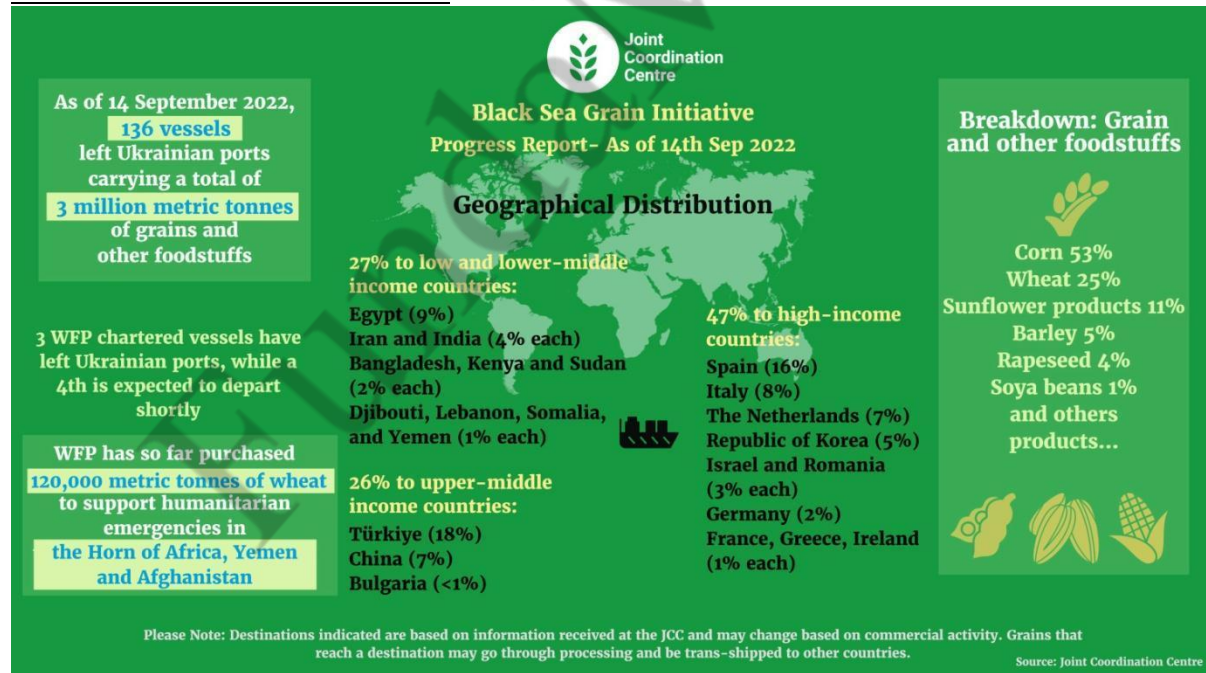 Joint
Coordination
Centre
Black Sea Grain Initiative
Progress Report- As of 14th Sep 2022
As of 14 September 2022,
136 vessels
left Ukrainian ports
carrying a total of
3 million metric tonnes
of grains and
other foodstuffs
3 WFP chartered vessels have
left Ukrainian ports, while a
4th is expected to depart
shortly
WFP has so far purchased
120,000 metric tonnes of wheat
to support humanitarian
emergencies in
the Horn of Africa, Yemen
and Afghanistan
Geographical Distribution
27% to low and lower-middle
income countries:
Egypt (9%)
Iran and India (4% each)
Bangladesh, Kenya and Sudan
(2% each)
Djibouti, Lebanon, Somalia,
and Yemen (1% each)
26% to upper-middle
income countries:
Türkiye (18%)
China (7%)
Bulgaria (<1%)
47% to high-income
countries:
Spain (16%)
Italy (8%)
The Netherlands (7%)
Republic of Korea (5%)
Israel and Romania
(3% each)
Germany (2%)
France, Greece, Ireland
(1% each)
Breakdown: Grain
and other foodstuffs
Corn 53%
Wheat 25%
Sunflower products 11%
Barley 5%
Rapeseed 4%
Soya beans 1%
and others
products...
Please Note: Destinations indicated are based on information received at the JCC and may change based on commercial activity. Grains that
reach a destination may go through processing and be trans-shipped to other countries.
Source: Joint Coordination Centre